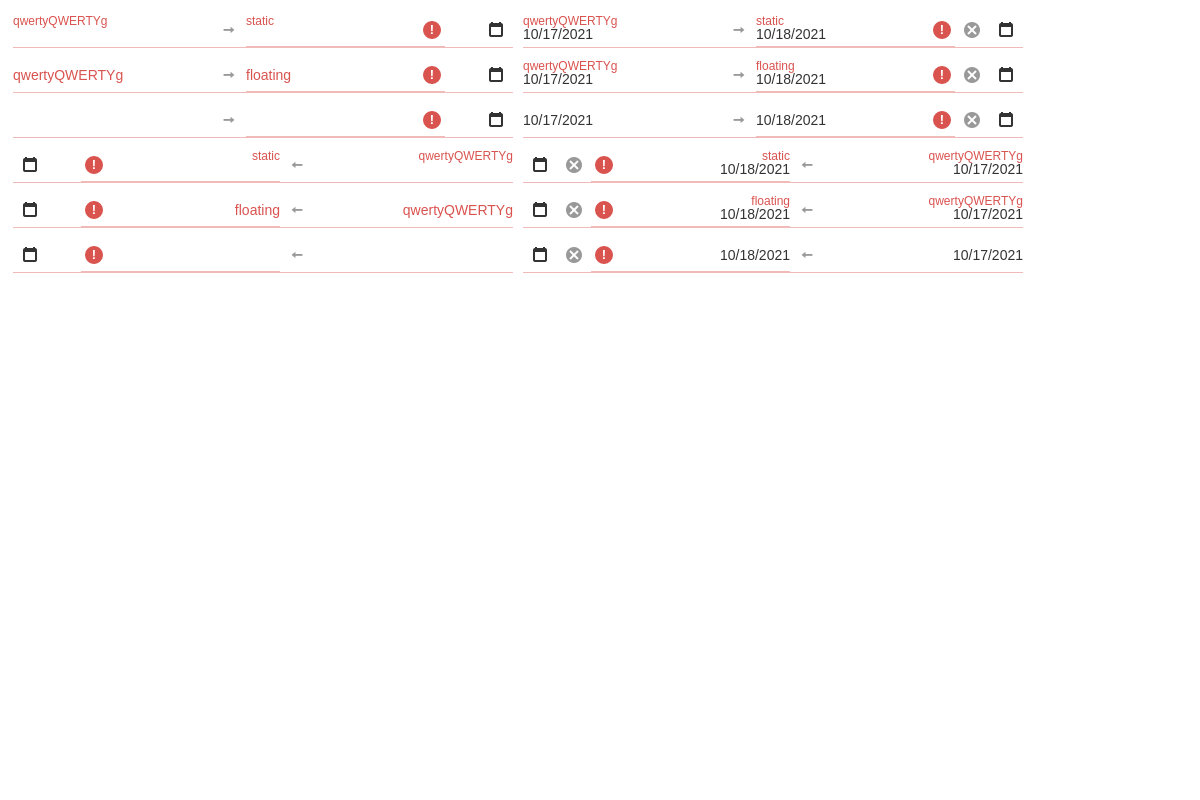 qwertyQWERTYg static qwertyQWERTYg static
10/17/2021 10/18/2021
qwertyQWERTYg floating qwertyQWERTYg floating
10/17/2021 10/18/2021
10/17/2021 10/18/2021
static qwertyQWERTYg static qwertyQWERTYg
10/18/2021 10/17/2021
floating qwertyQWERTYg floating qwertyQWERTYg
10/18/2021 10/17/2021
10/18/2021 10/17/2021